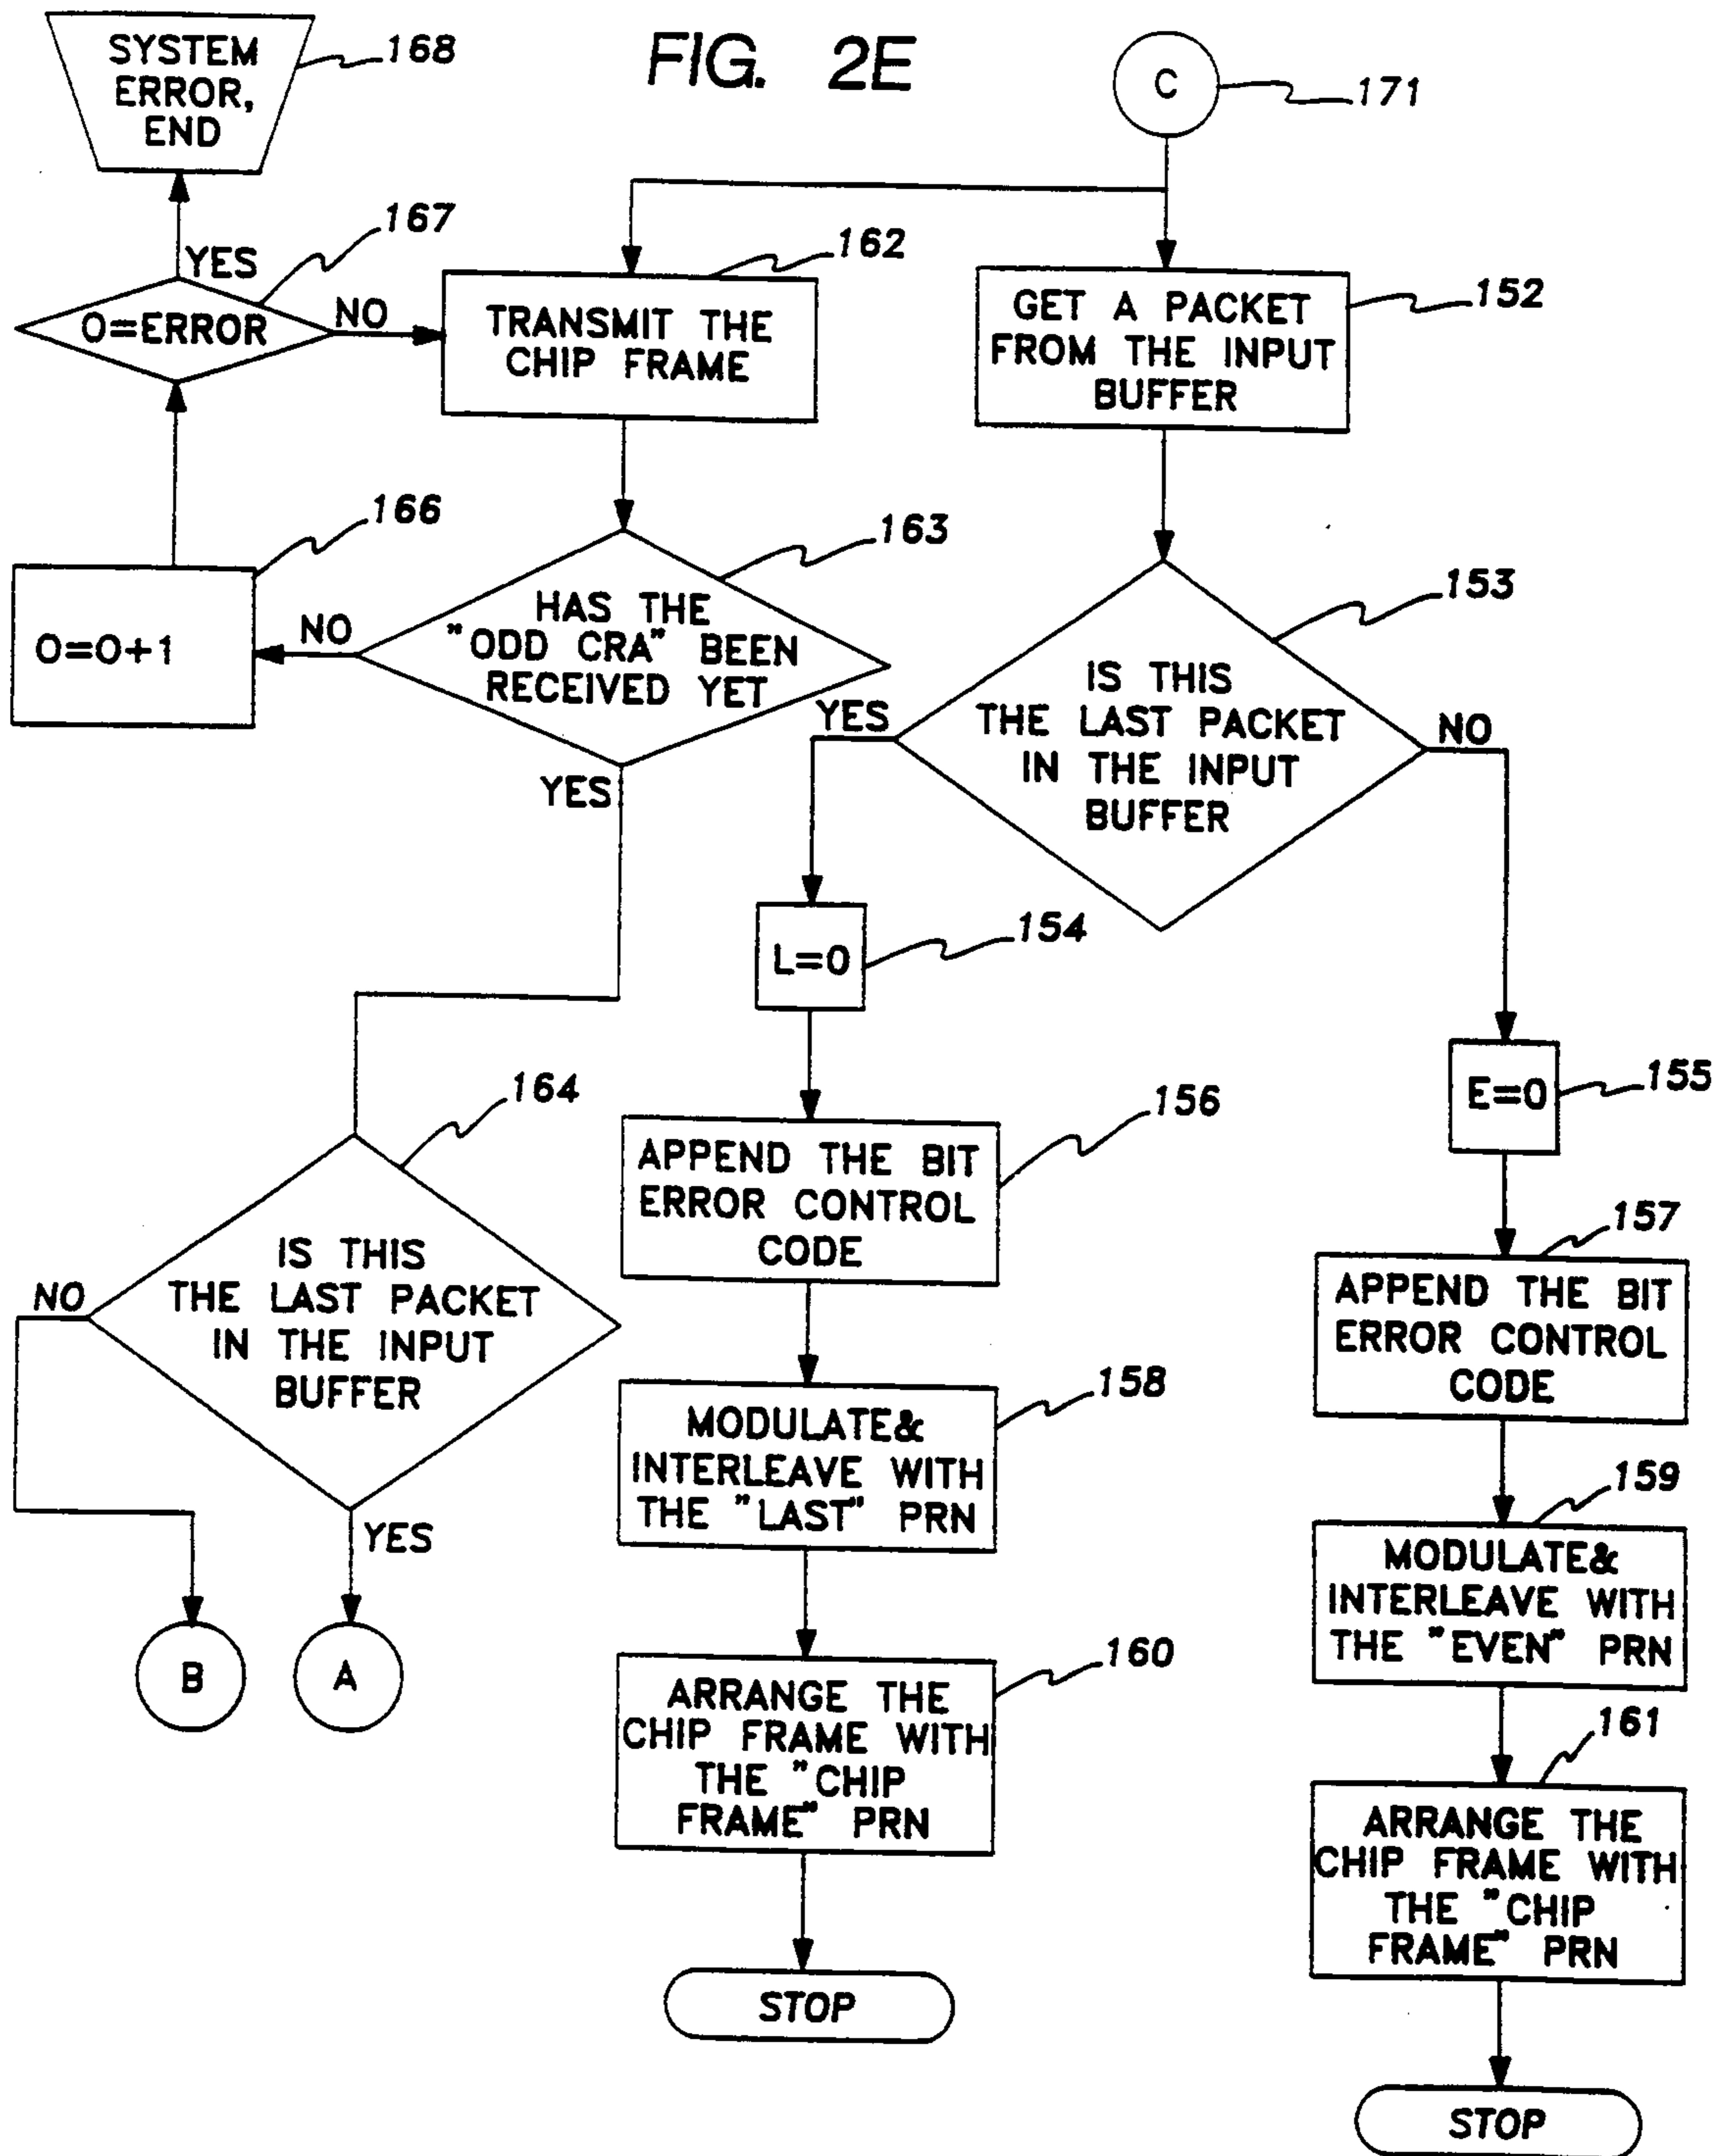 FIG. 2E
SYSTEM
ERROR,
END
168
C
171
167
YES
O=ERROR
NO
162
TRANSMIT THE
CHIP FRAME
GET A PACKET
FROM THE INPUT
BUFFER
152
166
O=O+1
NO
163
HAS THE
"ODD CRA" BEEN
RECEIVED YET
YES
153
IS THIS
THE LAST PACKET
IN THE INPUT
BUFFER
YES
NO
L=0
154
E=0
155
164
IS THIS
THE LAST PACKET
IN THE INPUT
BUFFER
NO
YES
B
A
156
APPEND THE BIT
ERROR CONTROL
CODE
158
MODULATE&
INTERLEAVE WITH
THE "LAST" PRN
160
ARRANGE THE
CHIP FRAME WITH
THE "CHIP
FRAME" PRN
STOP
157
APPEND THE BIT
ERROR CONTROL
CODE
159
MODULATE&
INTERLEAVE WITH
THE "EVEN" PRN
161
ARRANGE THE
CHIP FRAME WITH
THE "CHIP
FRAME" PRN
STOP